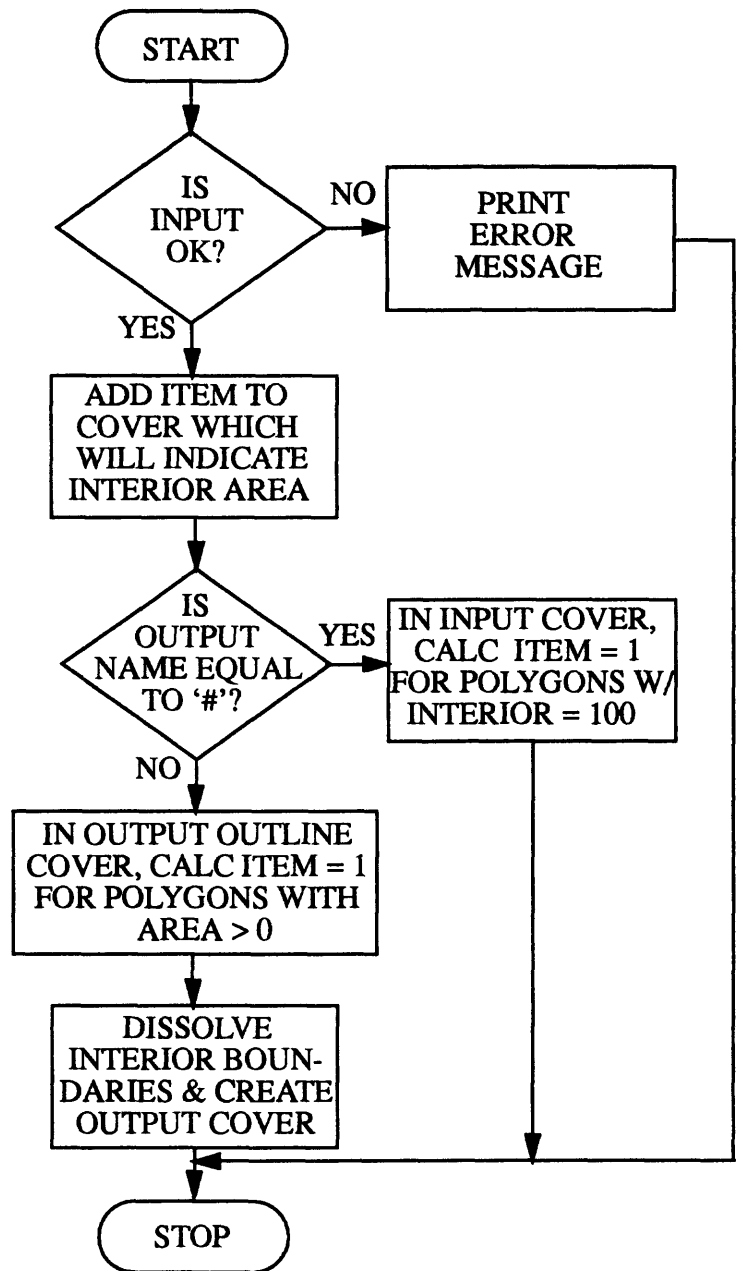 START
IS
INPUT
OK?
NO
PRINT
ERROR
MESSAGE
YES
ADD ITEM TO
COVER WHICH
WILL INDICATE
INTERIOR AREA
IS
OUTPUT
NAME EQUAL
TO ‘#’?
YES
IN INPUT COVER,
CALC ITEM = 1
FOR POLYGONS W/
INTERIOR = 100
NO
IN OUTPUT OUTLINE
COVER, CALC ITEM = 1
FOR POLYGONS WITH
AREA > 0
DISSOLVE
INTERIOR BOUN-
DARIES & CREATE
OUTPUT COVER
STOP